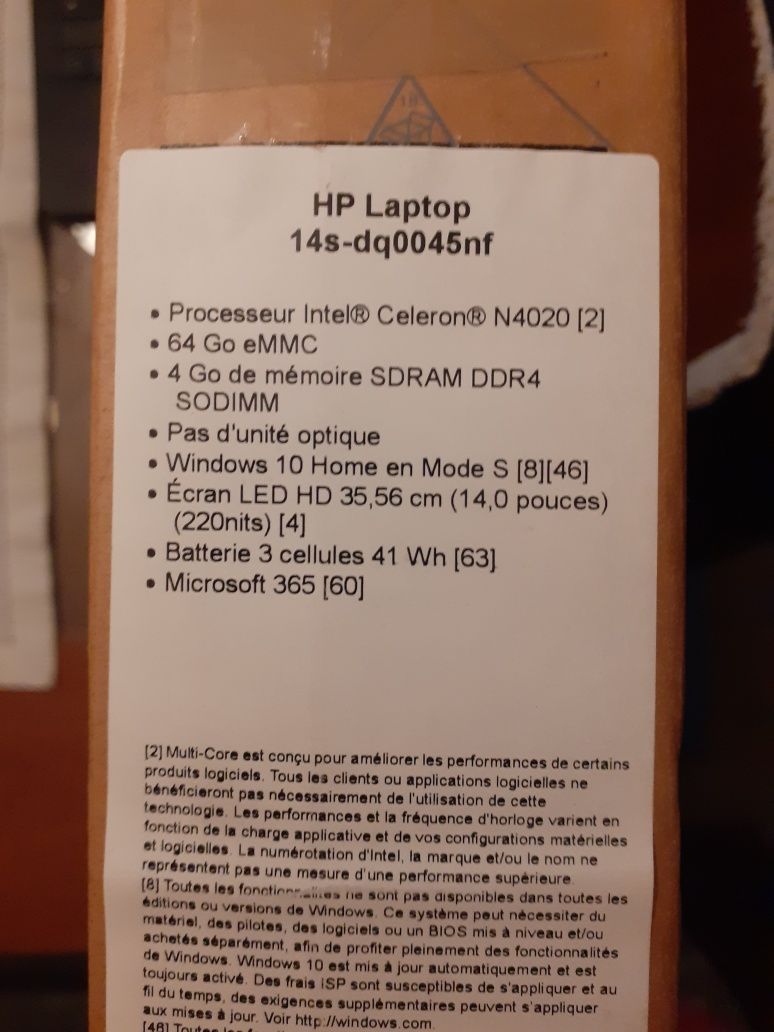 18
HP Laptop
14s-dq0045nf
• Processeur Intel® Celeron® N4020 [2]
• 64 Go eMMC
• 4 Go de mémoire SDRAM DDR4
SODIMM
• Pas d'unité optique
• Windows 10 Home en Mode S [8][46]
• Écran LED HD 35,56 cm (14,0 pouces)
(220nits) [4]
• Batterie 3 cellules 41 Wh [63]
• Microsoft 365 [60]
[2] Multi-Core est conçu pour améliorer les performances de certains
produits logiciels. Tous les clients ou applications logicielles ne
bénéficieront pas nécessairement de l'utilisation de cette
technologie. Les performances et la fréquence d'horloge varient en
fonction de la charge applicative et de vos configurations matérielles
et logicielles. La numérotation d'Intel, la marque et/ou le nom ne
représentent pas une mesure d'une performance supérieure.
[8] Toutes les fonctionnalités ne sont pas disponibles dans toutes les
éditions ou versions de Windows. Ce système peut nécessiter du
matériel, des pilotes, des logiciels ou un BIOS mis à niveau et/ou
achetés séparément, afin de profiter pleinement des fonctionnalités
de Windows. Windows 10 est mis à jour automatiquement et est
toujours activé. Des frais ISP sont susceptibles de s'appliquer et au
fil du temps, des exigences supplémentaires peuvent s'appliquer
aux mises à jour. Voir http://windows.com.
[46] Toutes les